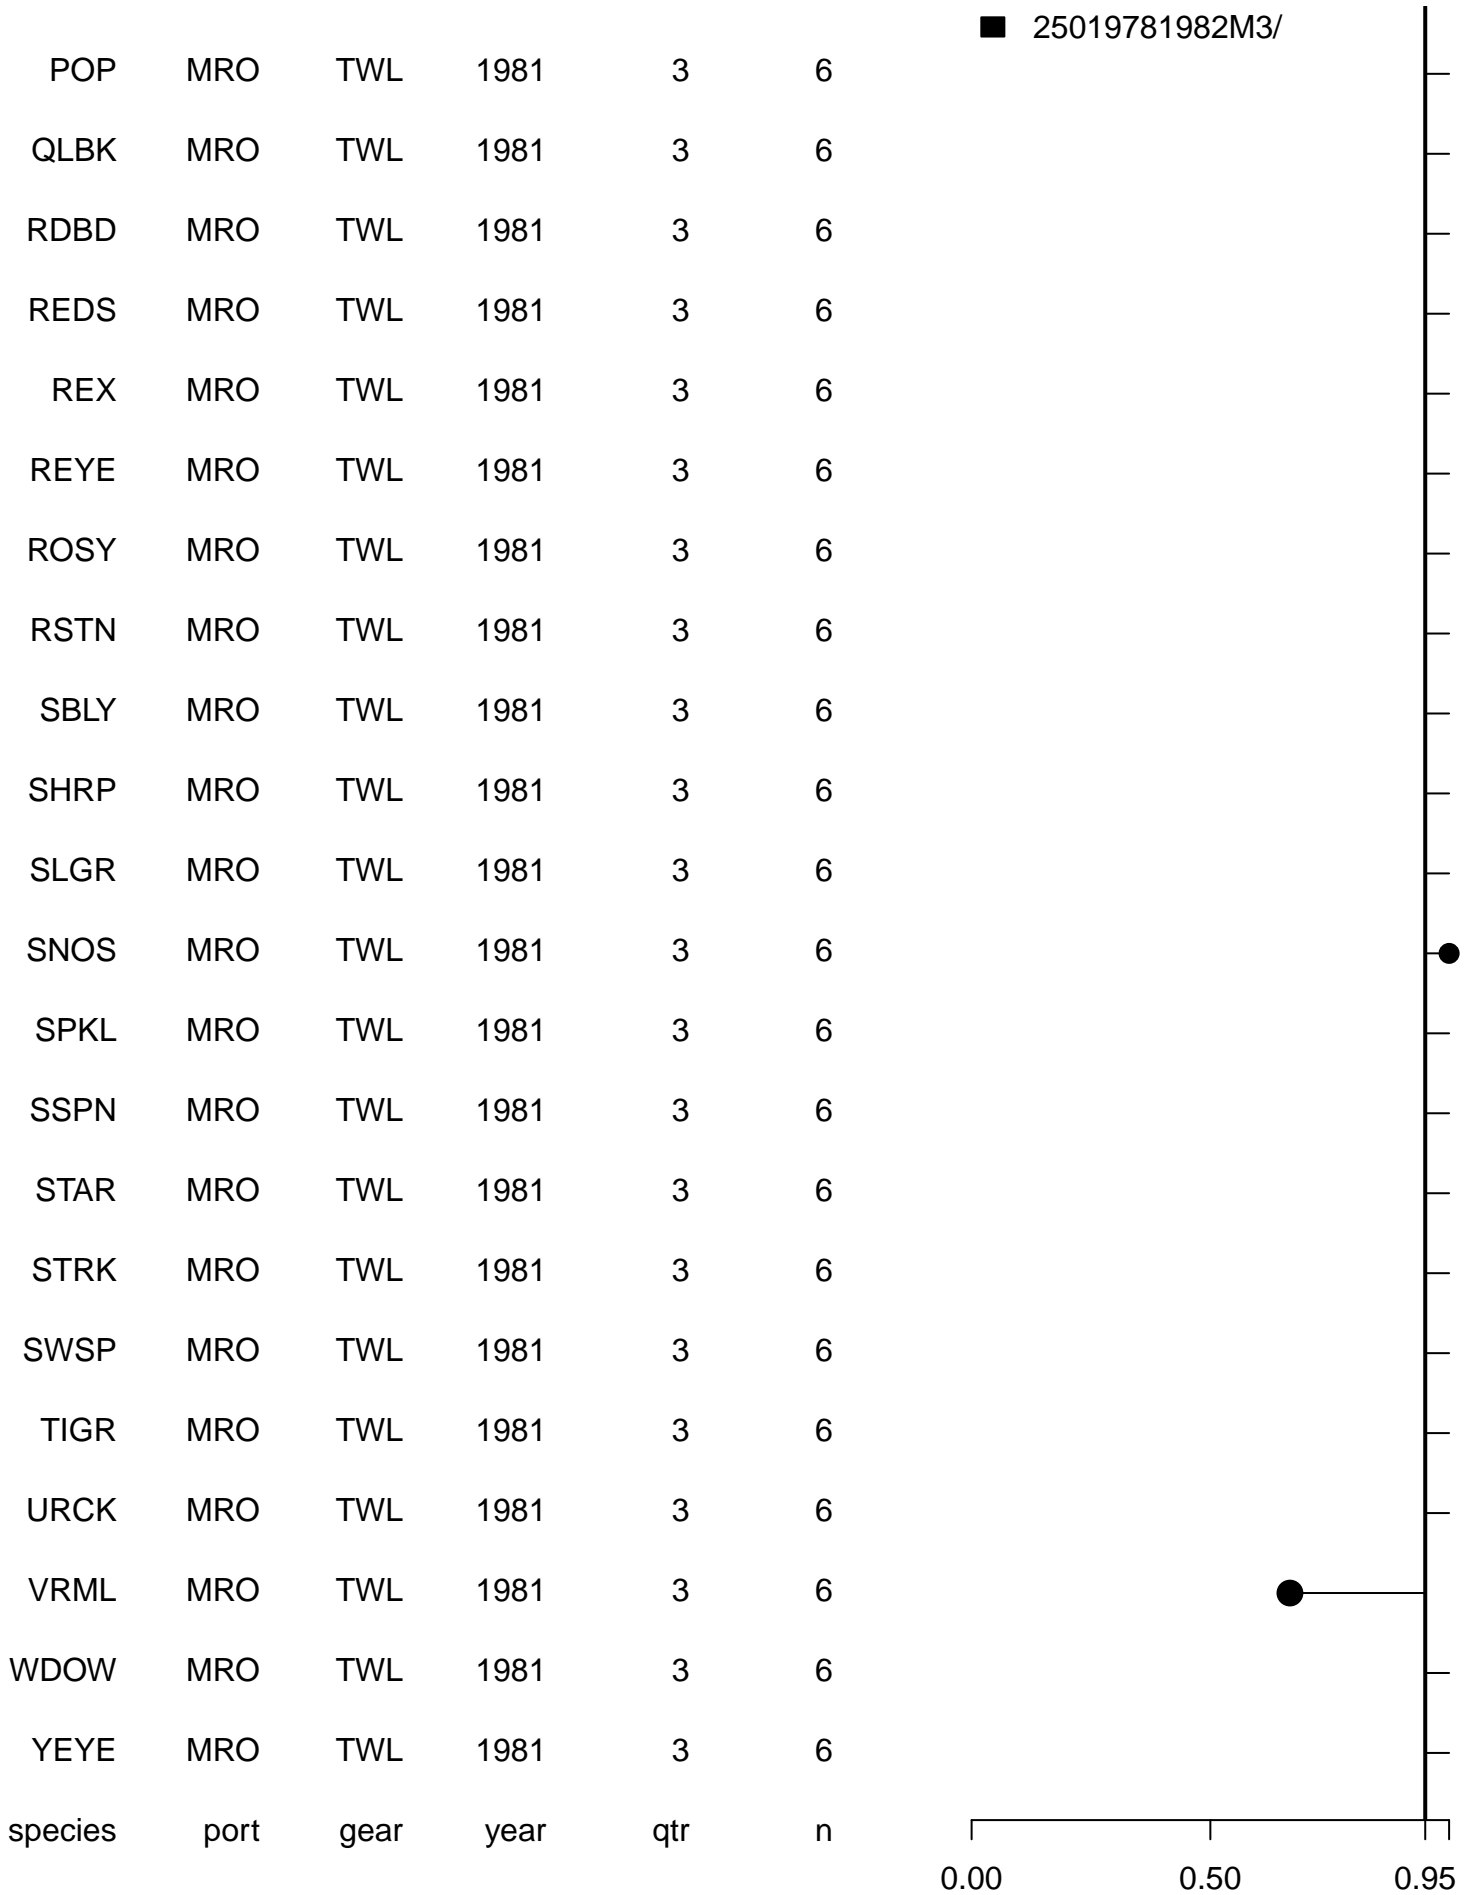 25019781982M3/
POP MRO TWL 1981 3 6
QLBK MRO TWL 1981 3 6
RDBD MRO TWL 1981 3 6
REDS MRO TWL 1981 3 6
REX MRO TWL 1981 3 6
REYE MRO TWL 1981 3 6
ROSY MRO TWL 1981 3 6
RSTN MRO TWL 1981 3 6
SBLY MRO TWL 1981 3 6
SHRP MRO TWL 1981 3 6
SLGR MRO TWL 1981 3 6
SNOS MRO TWL 1981 3 6
SPKL MRO TWL 1981 3 6
SSPN MRO TWL 1981 3 6
STAR MRO TWL 1981 3 6
STRK MRO TWL 1981 3 6
SWSP MRO TWL 1981 3 6
TIGR MRO TWL 1981 3 6
URCK MRO TWL 1981 3 6
VRML MRO TWL 1981 3 6
WDOW MRO TWL 1981 3 6
YEYE MRO TWL 1981 3 6
species port gear year qtr n
0.00 0.50 0.95